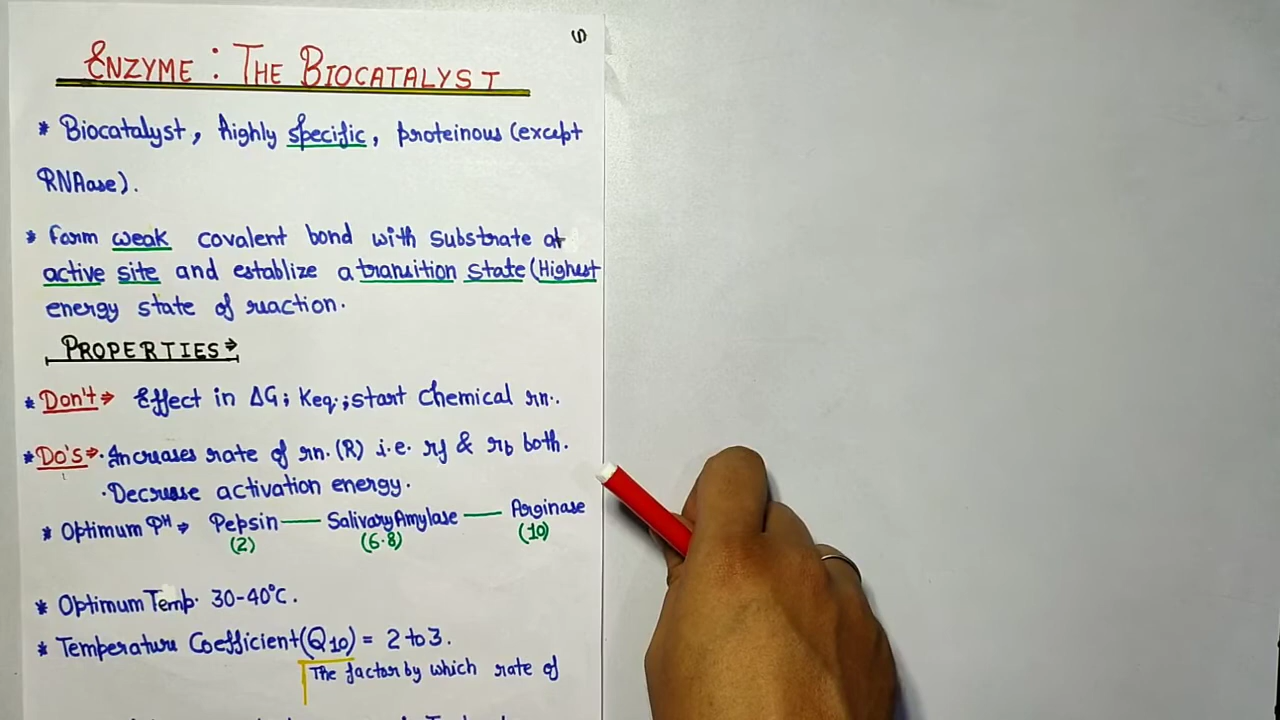 S
ENZYME : THE BIOCATALYST
* Biocatalyst, highly specific, proteinous (except
RNAase).
* Form weak covalent bond with substrate at
active site and establize a transition state (Highest
energy state of reaction.
PROPERTIES⇒
* Don't ⇒ Effect in ΔG; Keq.; start chemical rn.
* Do's ⇒ • Increases rate of rn. (R) i.e. rf & rb both.
• Decrease activation energy.
* Optimum PH ⇒ Pepsin — Salivary Amylase — Arginase
(2) (6.8) (10)
* Optimum Temp. 30-40°C.
* Temperature Coefficient (Q10) = 2 to 3.
The factor by which rate of